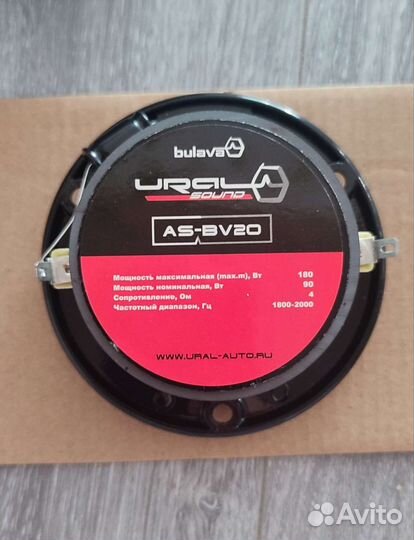 bulava
URAL
SOUND
AS-BV20
Мощность максимальная (max.m), Вт 180
Мощность номинальная, Вт 90
Сопротивление, Ом 4
Частотный диапазон, Гц 1800-2000
WWW.URAL-AUTO.RU
Avito